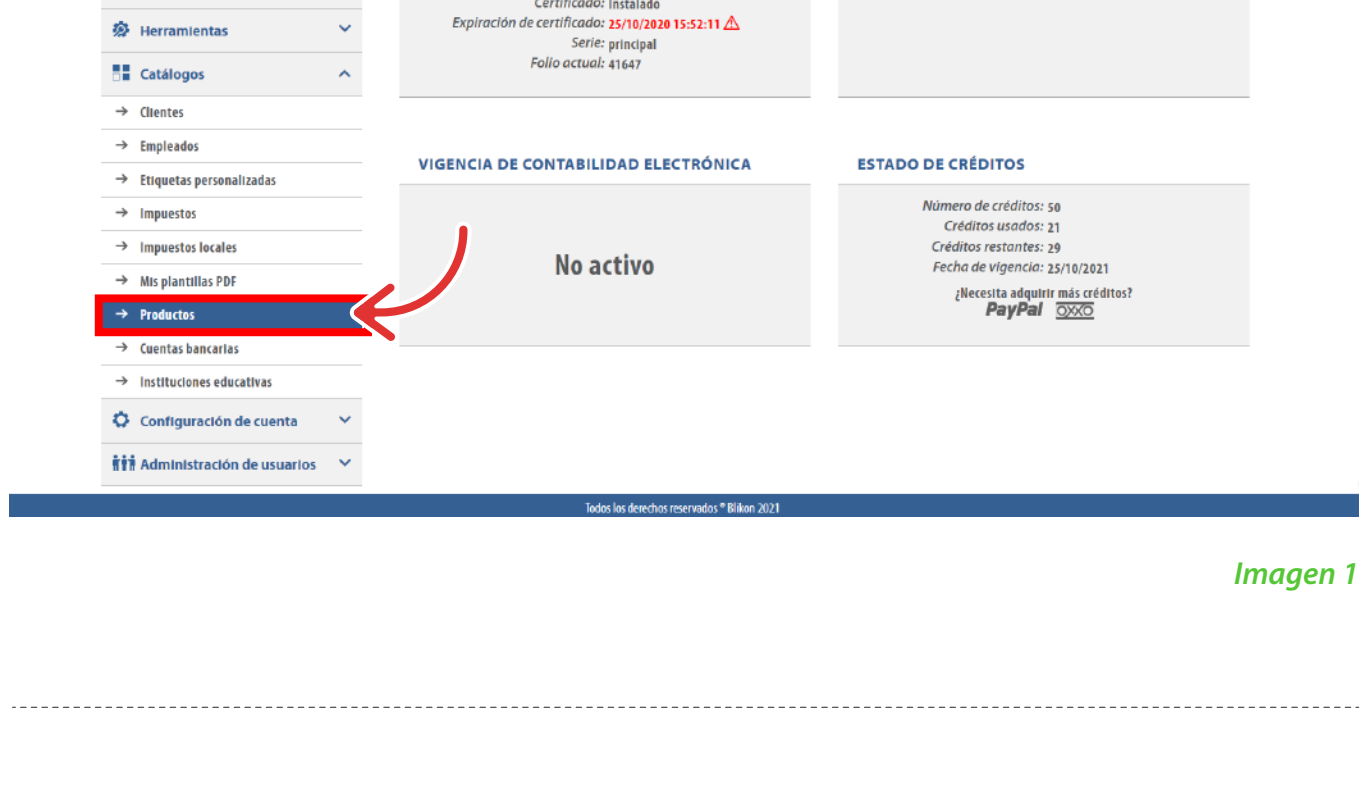 Certificado: Instalado
Herramientas
Expiración de certificado: 25/10/2020 15:52:11
Serie: principal
Folio actual: 41647
Catálogos
Clientes
Empleados
Etiquetas personalizadas
Impuestos
Impuestos locales
Mis plantillas PDF
Productos
Cuentas bancarias
Instituciones educativas
Configuración de cuenta
Administración de usuarios
VIGENCIA DE CONTABILIDAD ELECTRÓNICA
No activo
ESTADO DE CRÉDITOS
Número de créditos: 50
Créditos usados: 21
Créditos restantes: 29
Fecha de vigencia: 25/10/2021
¿Necesita adquirir más créditos?
PayPal OXXO
Todos los derechos reservados ® Blikon 2021
Imagen 1